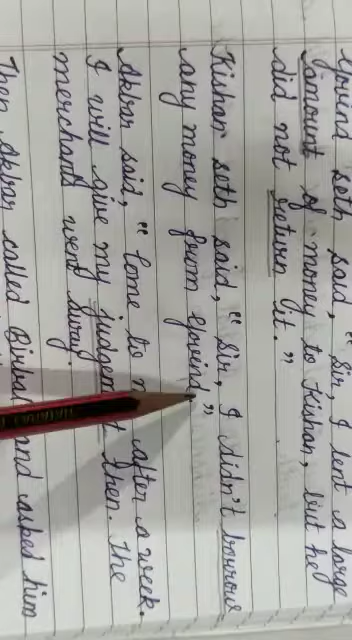 Govind seth said, " Sir, I lent a large
amount of money to Kishan, but he
did not return it. "
Kishan seth said, " Sir, I didn't bourous
any money from Govind. "
Akbar said, " Come to after a week.
I will give my judgement then. The
merchants went away.
Then Akbar called Birbal and asked him